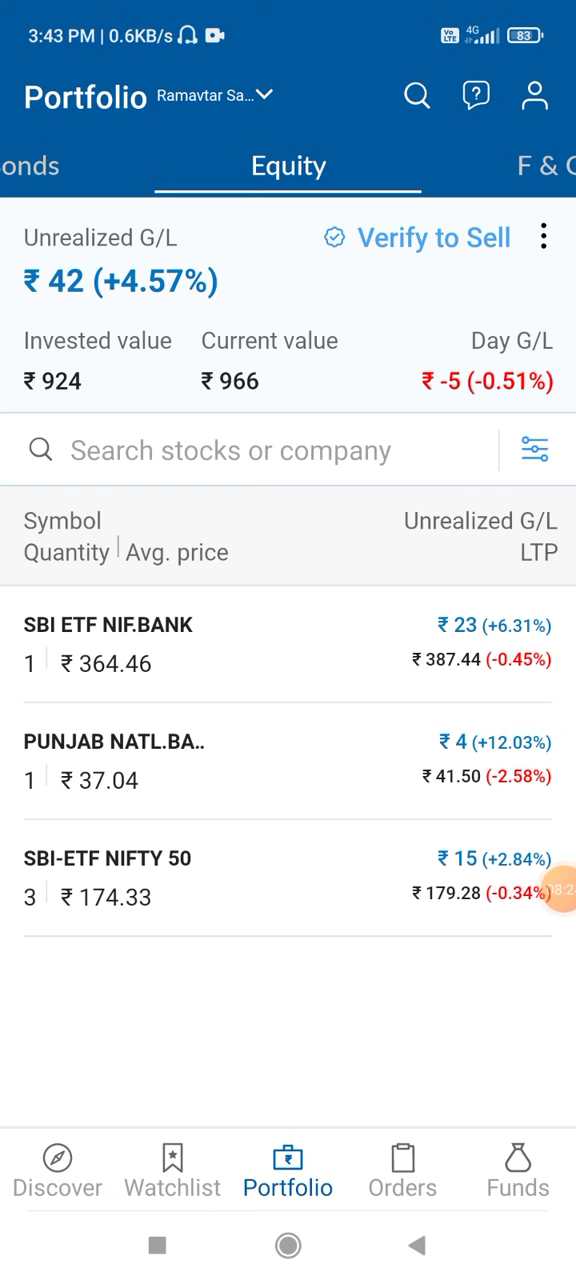 3:43 PM | 0.6KB/s
Vo LTE 4G 83
Portfolio Ramavtar Sa...
onds Equity F & O
Unrealized G/L Verify to Sell
₹ 42 (+4.57%)
Invested value Current value Day G/L
₹ 924 ₹ 966 ₹ -5 (-0.51%)
Search stocks or company
Symbol Unrealized G/L
Quantity | Avg. price LTP
SBI ETF NIF.BANK ₹ 23 (+6.31%)
1 | ₹ 364.46 ₹ 387.44 (-0.45%)
PUNJAB NATL.BA.. ₹ 4 (+12.03%)
1 | ₹ 37.04 ₹ 41.50 (-2.58%)
SBI-ETF NIFTY 50 ₹ 15 (+2.84%)
3 | ₹ 174.33 ₹ 179.28 (-0.34%)
Discover Watchlist Portfolio Orders Funds